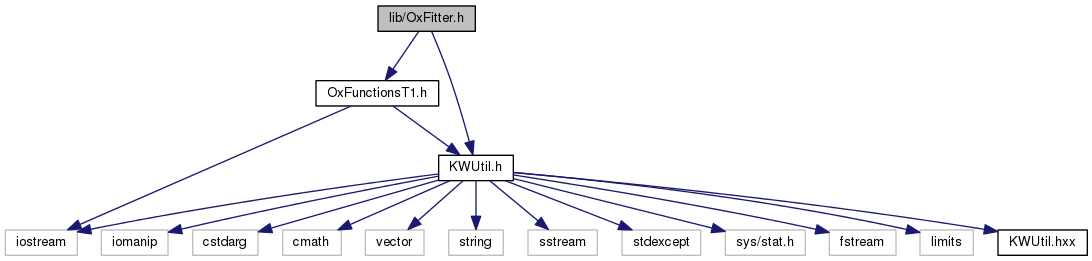 lib/OxFitter.h
OxFunctionsT1.h
KWUtil.h
iostream
iomanip
cstdarg
cmath
vector
string
sstream
stdexcept
sys/stat.h
fstream
limits
KWUtil.hxx